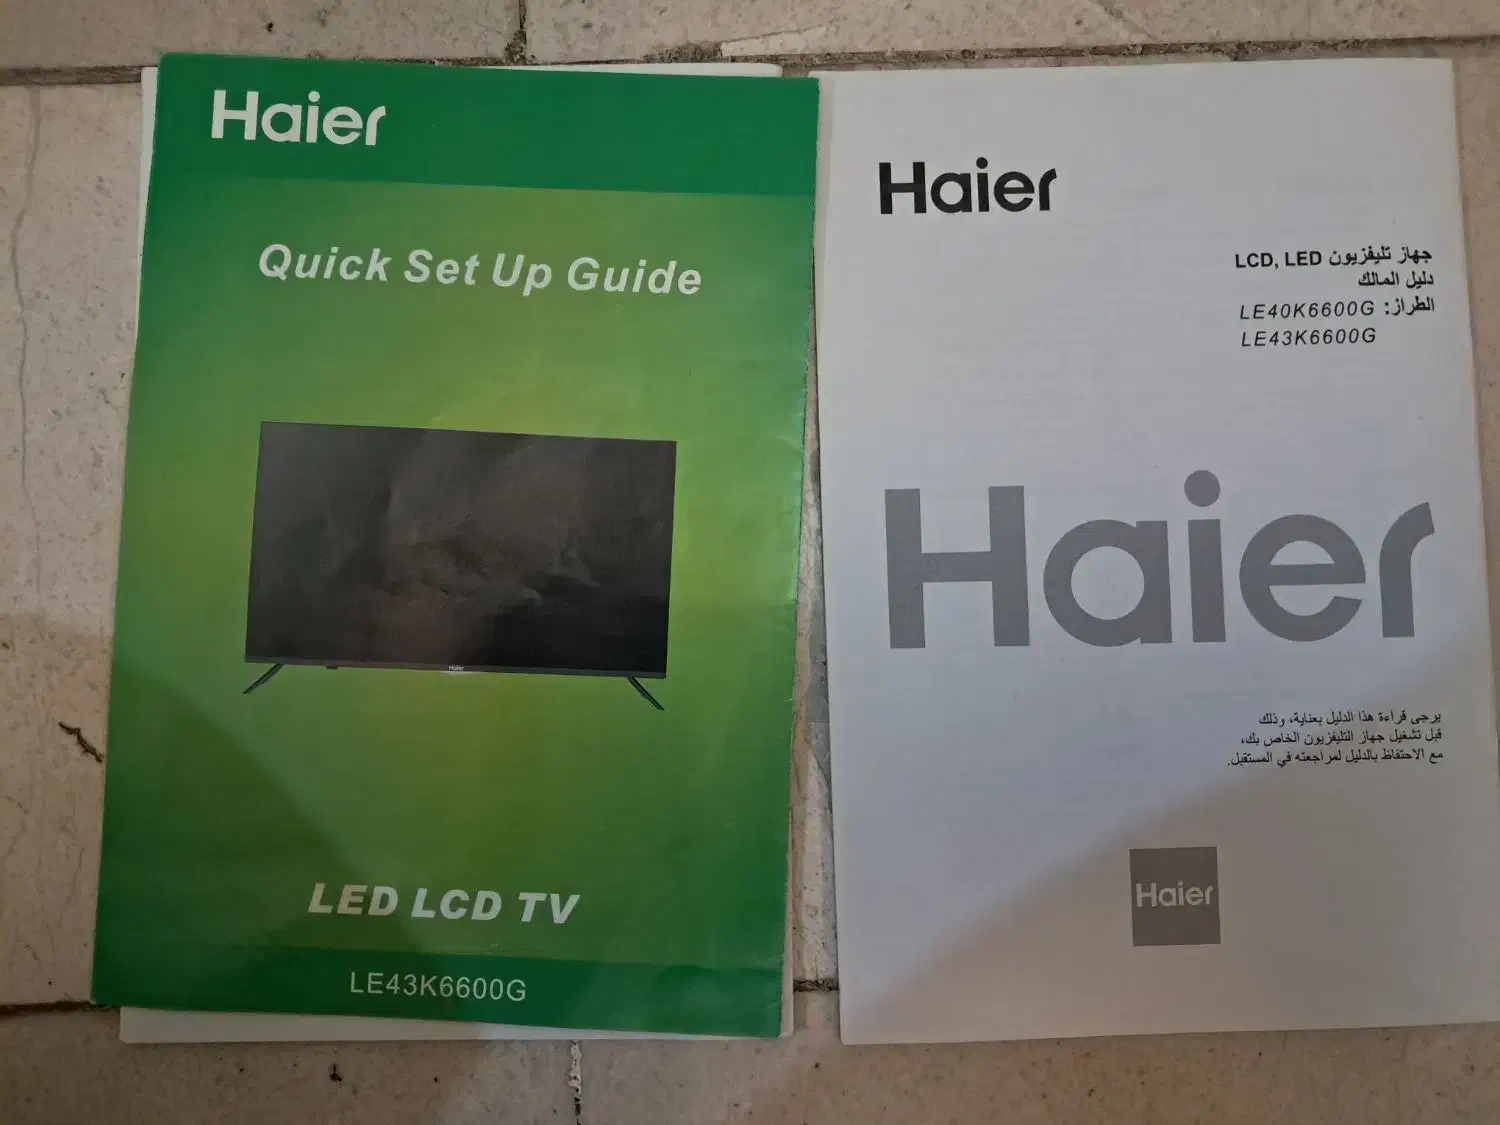 Haier
Quick Set Up Guide
Haier
LED LCD TV
LE43K6600G
Haier
جهاز تليفزيون LCD, LED
دليل المالك
الطراز: LE40K6600G
LE43K6600G
Haier
يرجى قراءة هذا الدليل بعناية، وذلك
قبل تشغيل جهاز التليفزيون الخاص بك،
مع الاحتفاظ بالدليل لمراجعته في المستقبل.
Haier